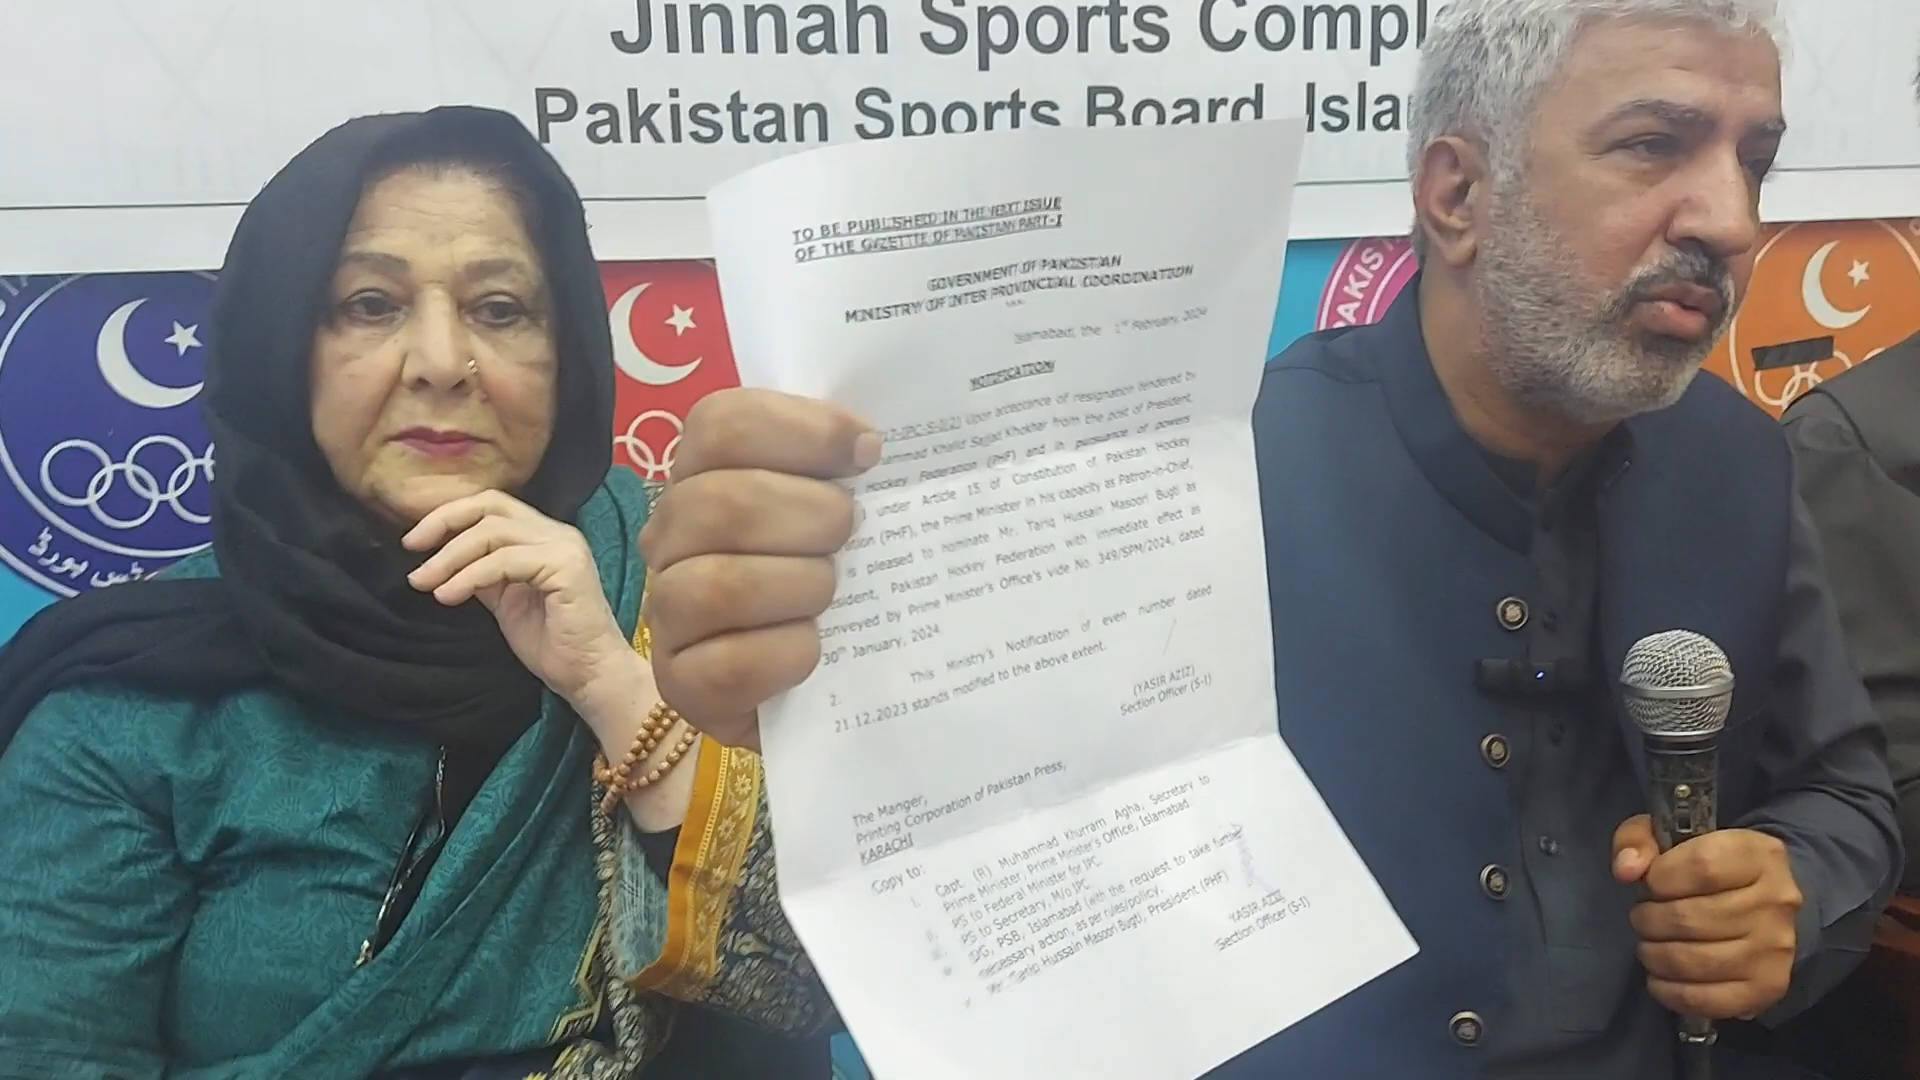 Jinnah Sports Compl
Pakistan Sports Board, Isla
TO BE PUBLISHED IN THE NEXT ISSUE
OF THE GAZETTE OF PAKISTAN PART-I
GOVERNMENT OF PAKISTAN
MINISTRY OF INTER PROVINCIAL COORDINATION
***
Islamabad, the 1st February, 2024
NOTIFICATION
17-IPC-S-I(2) Upon acceptance of resignation tendered by
ammad Khalid Sajjad Khokhar from the post of President,
Hockey Federation (PHF) and in pursuance of powers
under Article 15 of Constitution of Pakistan Hockey
ation (PHF), the Prime Minister in his capacity as Patron-in-Chief,
is pleased to nominate Mr. Tariq Hussain Masoori Bugti as
esident, Pakistan Hockey Federation with immediate effect as
conveyed by Prime Minister's Office's vide No. 349/SPM/2024, dated
30th January, 2024.
2. This Ministry's Notification of even number dated
21.12.2023 stands modified to the above extent.
(YASIR AZIZ)
Section Officer (S-I)
The Manger,
Printing Corporation of Pakistan Press,
KARACHI
Copy to:
i. Capt. (R) Muhammad Khurram Agha, Secretary to
Prime Minister, Prime Minister's Office, Islamabad
PS to Federal Minister for IPC.
PS to Secretary, M/o IPC
DG, PSB, Islamabad (with the request to take further
necessary action, as per rules/policy.
Mr. Tariq Hussain Masoori Bugti, President (PHF)
YASIR AZIZ
Section Officer (S-I)
PAKIS
بورڈ